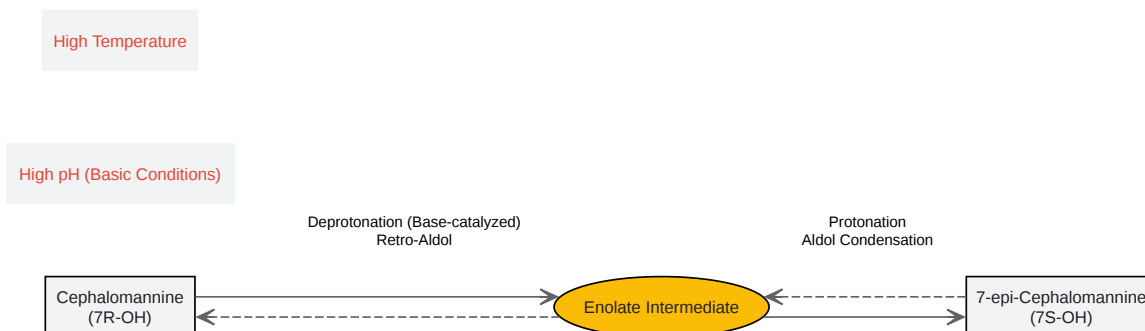 High Temperature
High pH (Basic Conditions)
Deprotonation (Base-catalyzed)
Retro-Aldol
Protonation
Aldol Condensation
Cephalomannine
(7R-OH)
Enolate Intermediate
7-epi-Cephalomannine
(7S-OH)